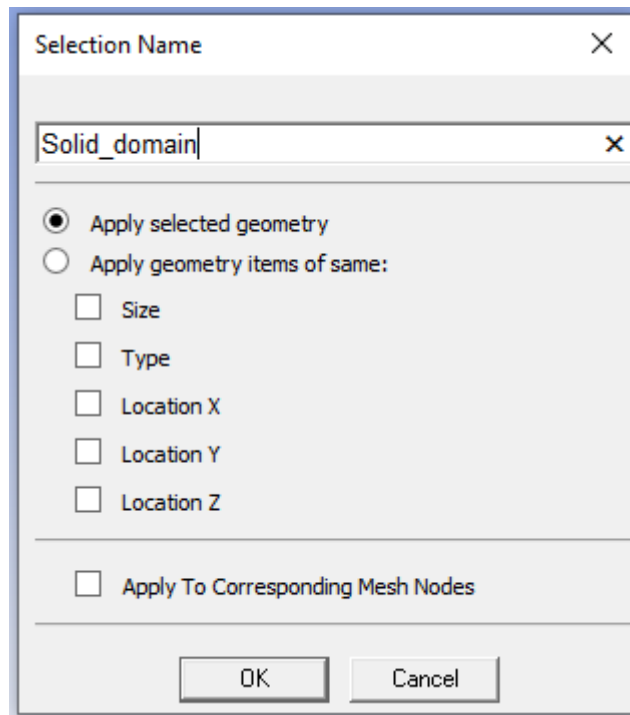 Selection Name
Solid_domain
Apply selected geometry
Apply geometry items of same:
Size
Type
Location X
Location Y
Location Z
Apply To Corresponding Mesh Nodes
OK
Cancel